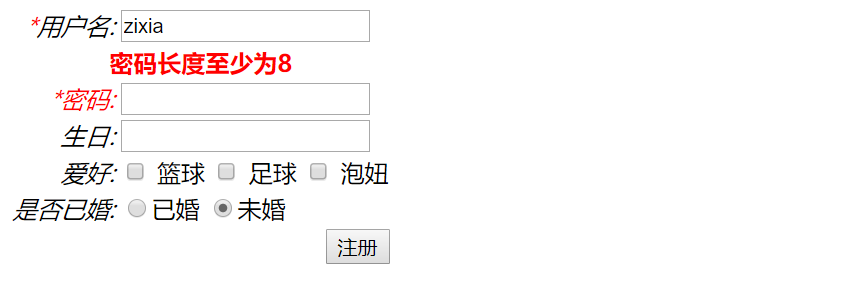 *用户名: zixia
密码长度至少为8
*密码:
生日:
爱好: 篮球 足球 泡妞
是否已婚: 已婚 未婚
注册